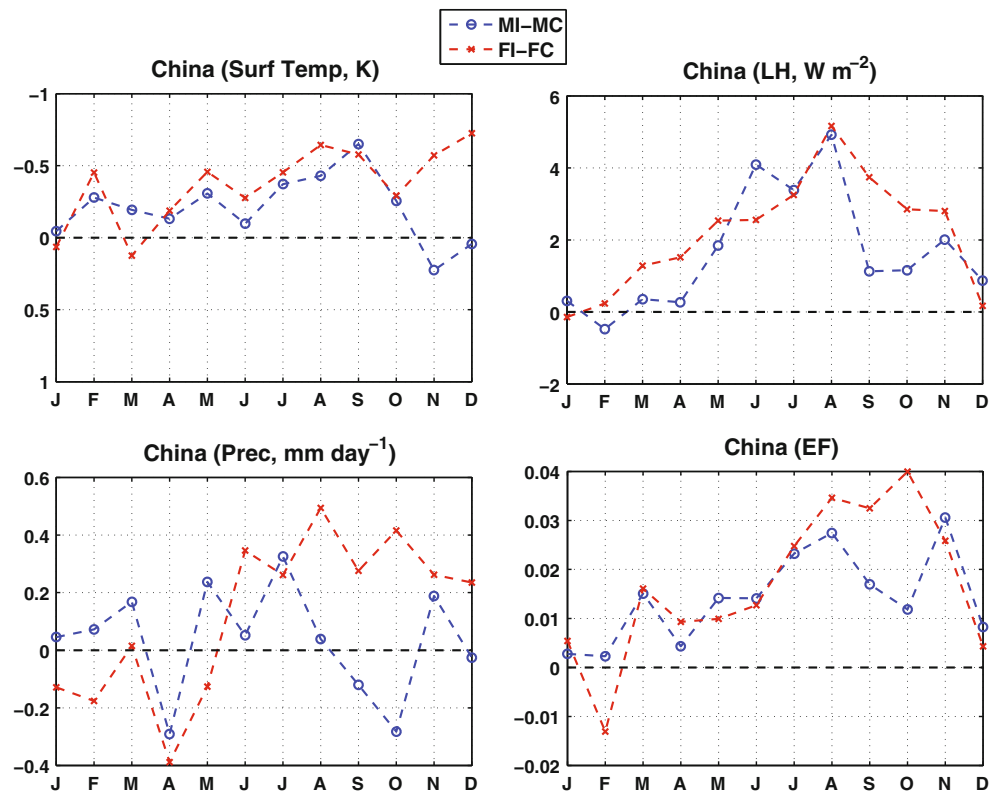 MI−MC
FI−FC
China (Surf Temp, K)
−1
−0.5
0
0.5
1
J F M A M J J A S O N D
China (LH, W m−2)
6
4
2
0
−2
J F M A M J J A S O N D
China (Prec, mm day−1)
0.6
0.4
0.2
0
−0.2
−0.4
J F M A M J J A S O N D
China (EF)
0.04
0.03
0.02
0.01
0
−0.01
−0.02
J F M A M J J A S O N D